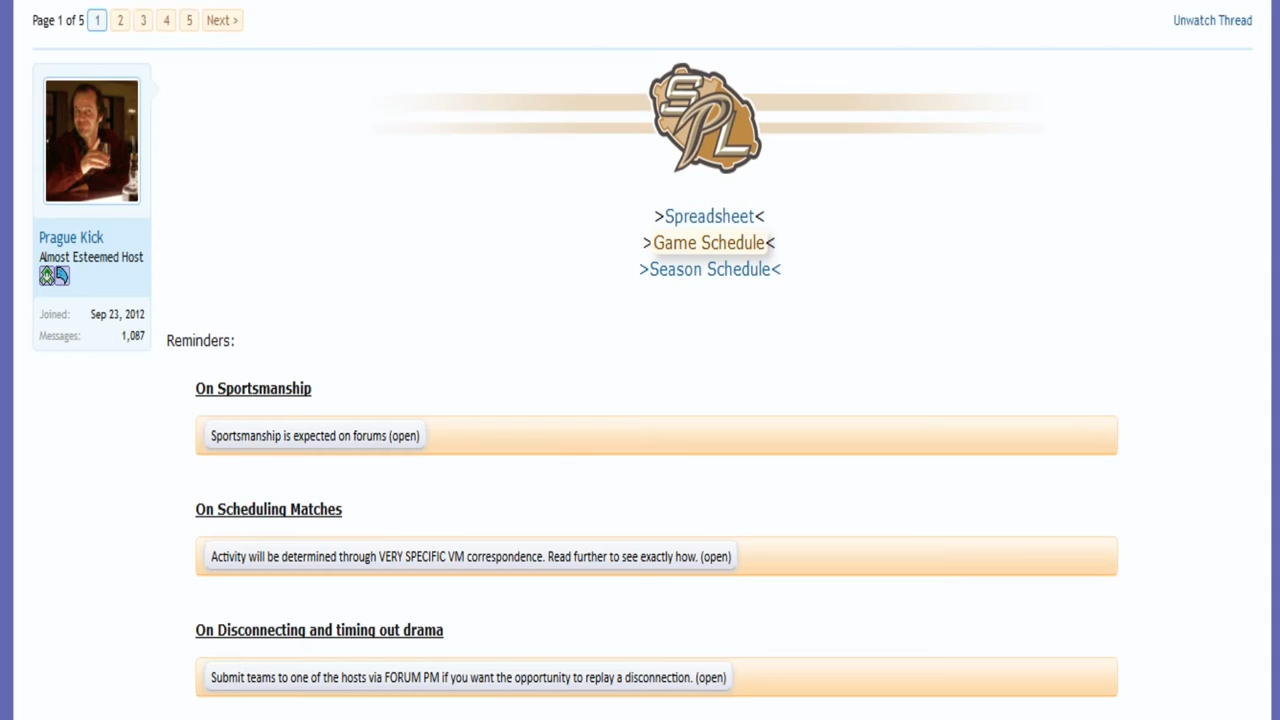 Page 1 of 5 1 2 3 4 5 Next >
Unwatch Thread
SPL
Prague Kick
Almost Esteemed Host
Joined: Sep 23, 2012
Messages: 1,087
>Spreadsheet<
>Game Schedule<
>Season Schedule<
Reminders:
On Sportsmanship
Sportsmanship is expected on forums (open)
On Scheduling Matches
Activity will be determined through VERY SPECIFIC VM correspondence. Read further to see exactly how. (open)
On Disconnecting and timing out drama
Submit teams to one of the hosts via FORUM PM if you want the opportunity to replay a disconnection. (open)